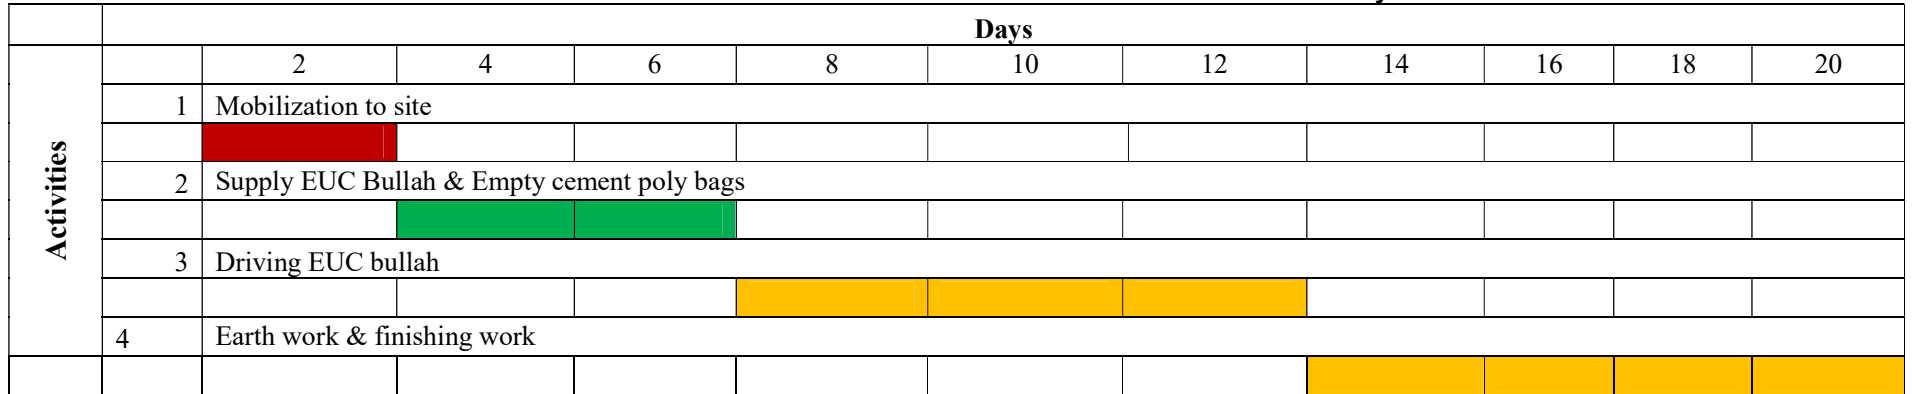 Days
2 4 6 8 10 12 14 16 18 20
Activities
1 Mobilization to site
2 Supply EUC Bullah & Empty cement poly bags
3 Driving EUC bullah
4 Earth work & finishing work